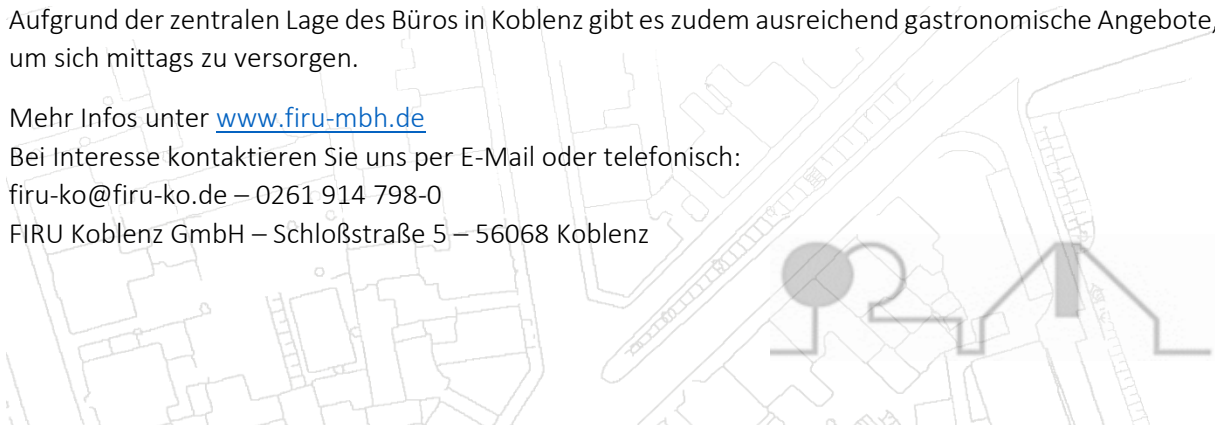 Aufgrund der zentralen Lage des Büros in Koblenz gibt es zudem ausreichend gastronomische Angebote,
um sich mittags zu versorgen.
Mehr Infos unter www.firu-mbh.de
Bei Interesse kontaktieren Sie uns per E-Mail oder telefonisch:
firu-ko@firu-ko.de – 0261 914 798-0
FIRU Koblenz GmbH – Schloßstraße 5 – 56068 Koblenz